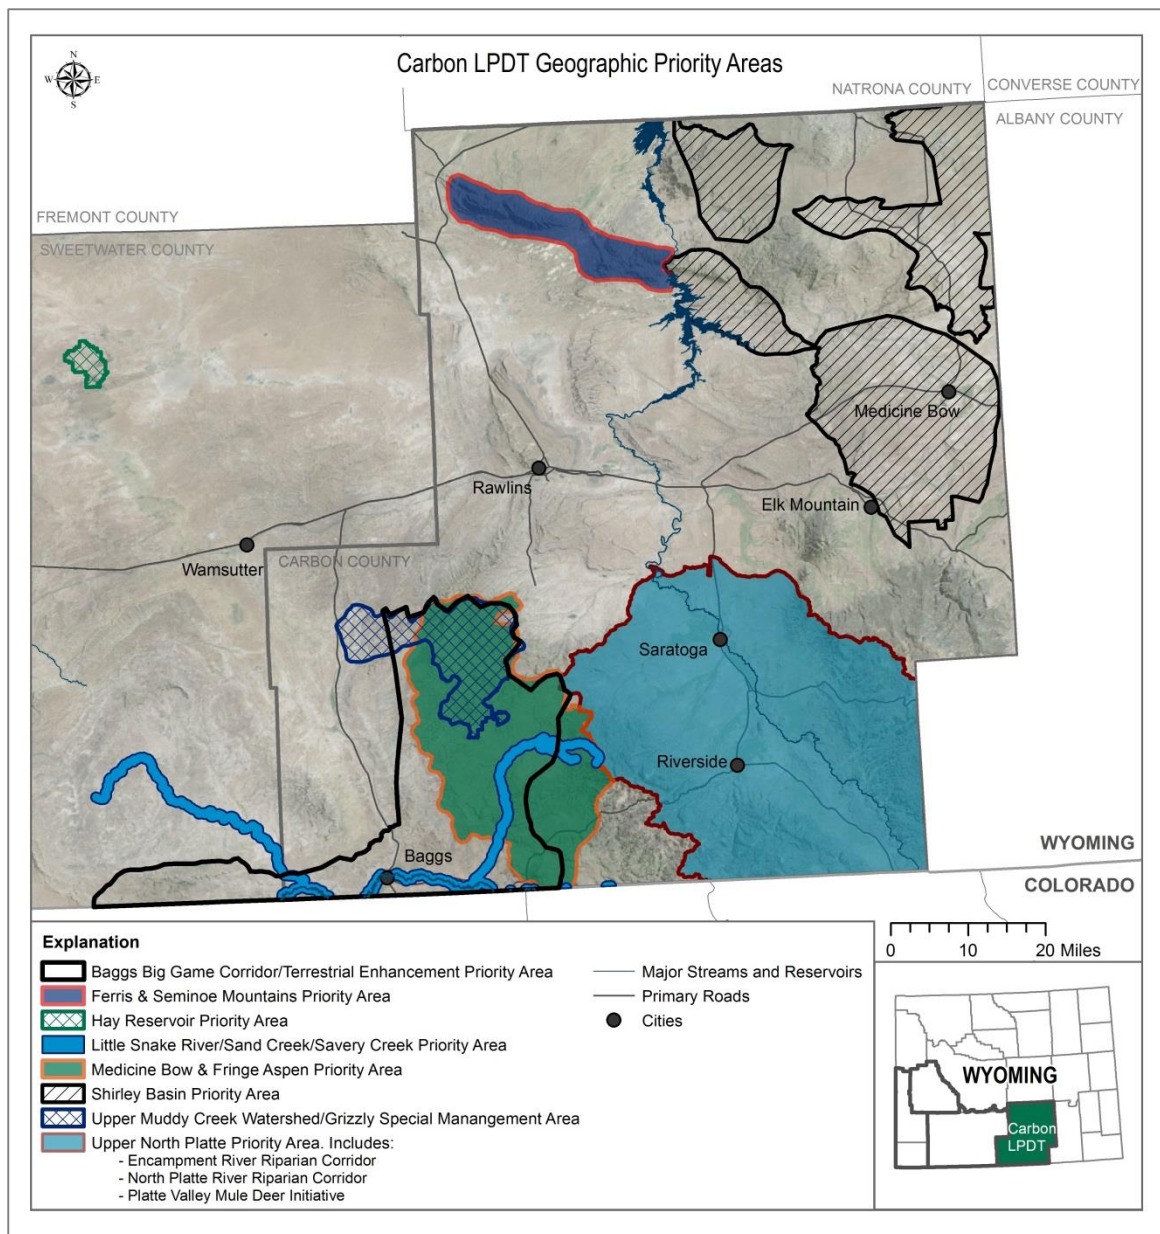 Carbon LPDT Geographic Priority Areas
N
W
E
S
NATRONA COUNTY
CONVERSE COUNTY
ALBANY COUNTY
FREMONT COUNTY
SWEETWATER COUNTY
Medicine Bow
Rawlins
Elk Mountain
Wamsutter
CARBON COUNTY
Saratoga
Riverside
Baggs
WYOMING
COLORADO
Explanation
Baggs Big Game Corridor/Terrestrial Enhancement Priority Area
Ferris & Seminoe Mountains Priority Area
Hay Reservoir Priority Area
Little Snake River/Sand Creek/Savery Creek Priority Area
Medicine Bow & Fringe Aspen Priority Area
Shirley Basin Priority Area
Upper Muddy Creek Watershed/Grizzly Special Manangement Area
Upper North Platte Priority Area. Includes:
- Encampment River Riparian Corridor
- North Platte River Riparian Corridor
- Platte Valley Mule Deer Initiative
Major Streams and Reservoirs
Primary Roads
Cities
0 10 20 Miles
WYOMING
Carbon
LPDT